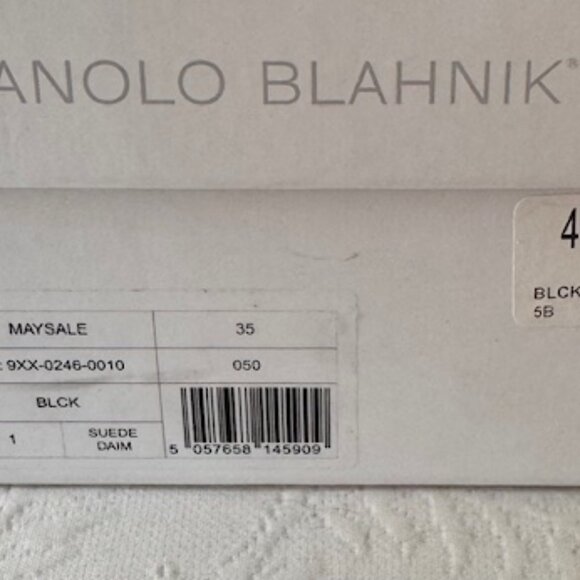 ANOLO BLAHNIK®
4
BLCK
5B
MAYSALE 35
: 9XX-0246-0010 050
BLCK
1 SUEDE
DAIM
5 057658 145909